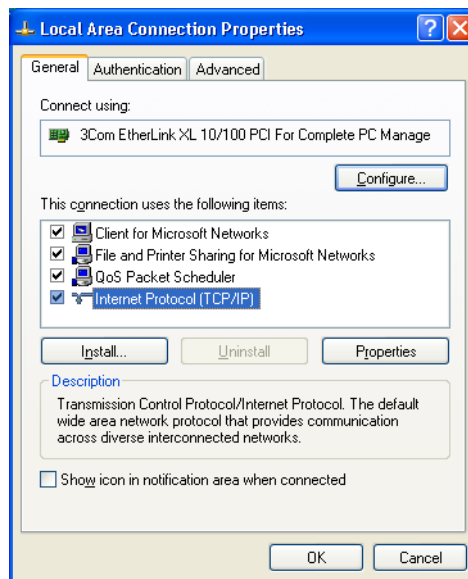 Local Area Connection Properties
General Authentication Advanced
Connect using:
3Com EtherLink XL 10/100 PCI For Complete PC Manage
Configure...
This connection uses the following items:
Client for Microsoft Networks
File and Printer Sharing for Microsoft Networks
QoS Packet Scheduler
Internet Protocol (TCP/IP)
Install... Uninstall Properties
Description
Transmission Control Protocol/Internet Protocol. The default
wide area network protocol that provides communication
across diverse interconnected networks.
Show icon in notification area when connected
OK Cancel